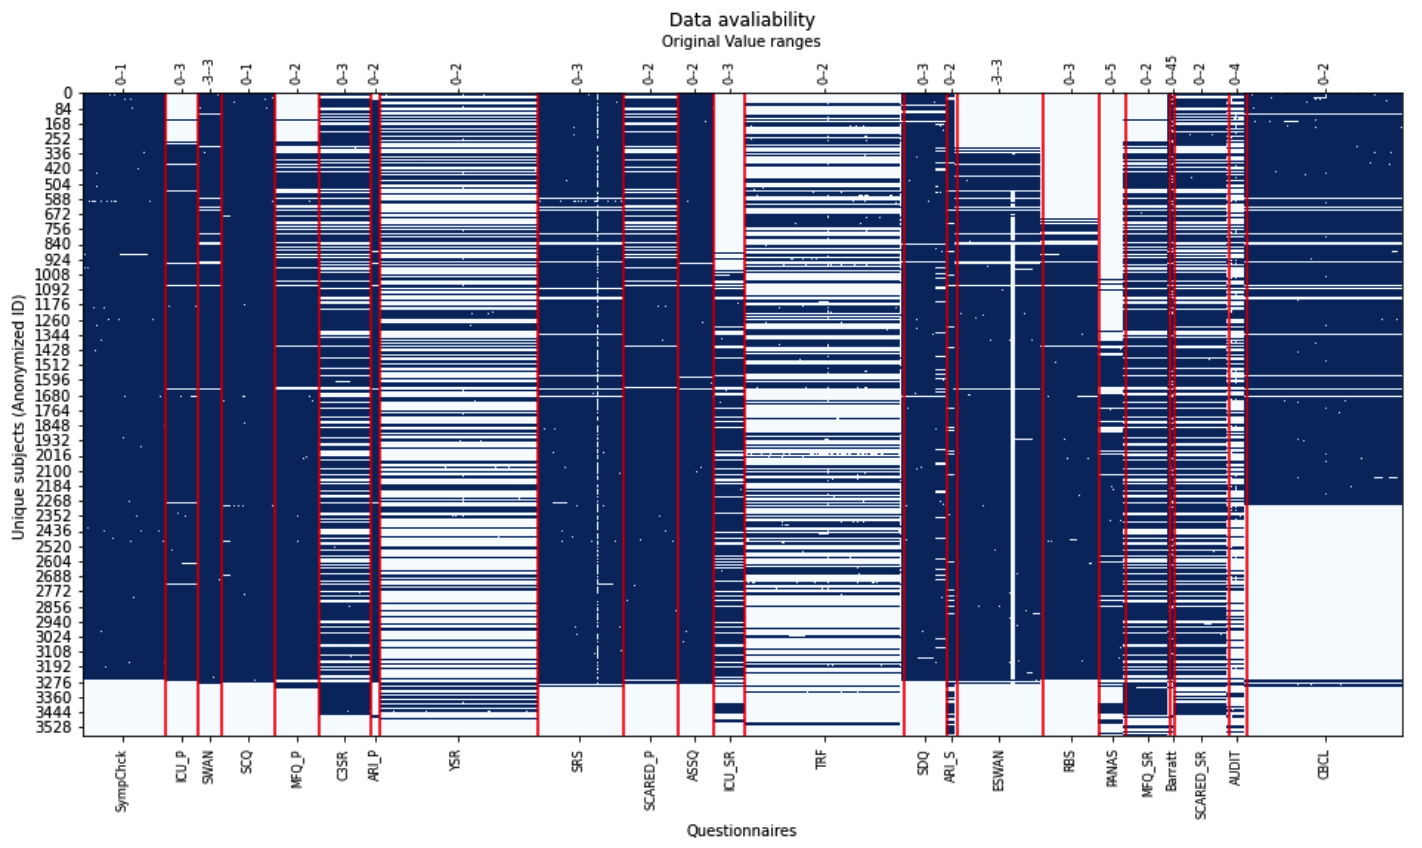 Data avaliability
Original Value ranges
0--1
0--3
-3--3
0--1
0--2
0--3
0--2
0--2
0--3
0--2
0--2
0--3
0--2
0--3
0--2
-3--3
0--3
0--5
0--2
0--45
0--2
0--4
0--2
Unique subjects (Anonymized ID)
0
84
168
252
336
420
504
588
672
756
840
924
1008
1092
1176
1260
1344
1428
1512
1596
1680
1764
1848
1932
2016
2100
2184
2268
2352
2436
2520
2604
2688
2772
2856
2940
3024
3108
3192
3276
3360
3444
3528
SympChck
ICU_P
SWAN
SCQ
MFQ_P
C3SR
ARI_P
YSR
SRS
SCARED_P
ASSQ
ICU_SR
TRF
SDQ
ARI_S
ESWAN
RBS
PANAS
MFQ_SR
Barratt
SCARED_SR
AUDIT
CBCL
Questionnaires